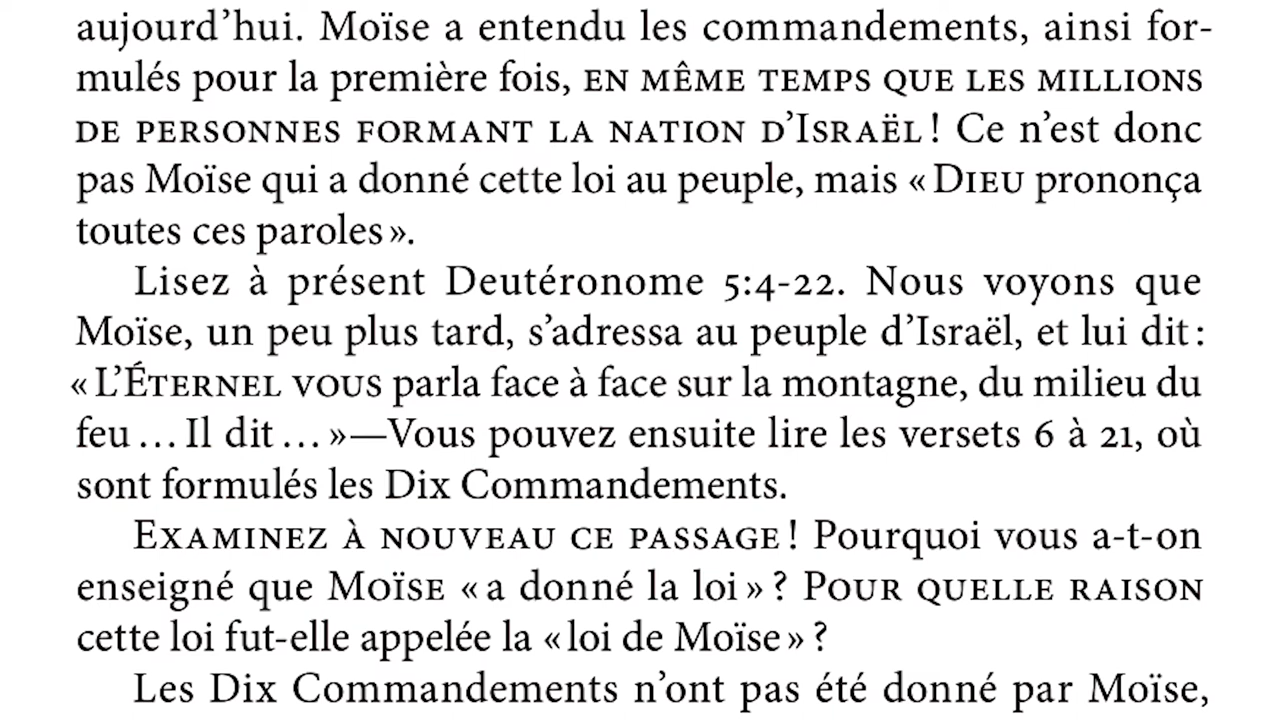 aujourd’hui. Moïse a entendu les commandements, ainsi for-
mulés pour la première fois, EN MÊME TEMPS QUE LES MILLIONS
DE PERSONNES FORMANT LA NATION D’ISRAËL ! Ce n’est donc
pas Moïse qui a donné cette loi au peuple, mais « DIEU prononça
toutes ces paroles ».
Lisez à présent Deutéronome 5:4-22. Nous voyons que
Moïse, un peu plus tard, s’adressa au peuple d’Israël, et lui dit :
« L’ÉTERNEL VOUS parla face à face sur la montagne, du milieu du
feu … Il dit … »—Vous pouvez ensuite lire les versets 6 à 21, où
sont formulés les Dix Commandements.
EXAMINEZ À NOUVEAU CE PASSAGE ! Pourquoi vous a-t-on
enseigné que MOÏSE « a donné la loi » ? POUR QUELLE RAISON
cette loi fut-elle appelée la « loi de Moïse » ?
Les Dix Commandements n’ont pas été donné par Moïse,